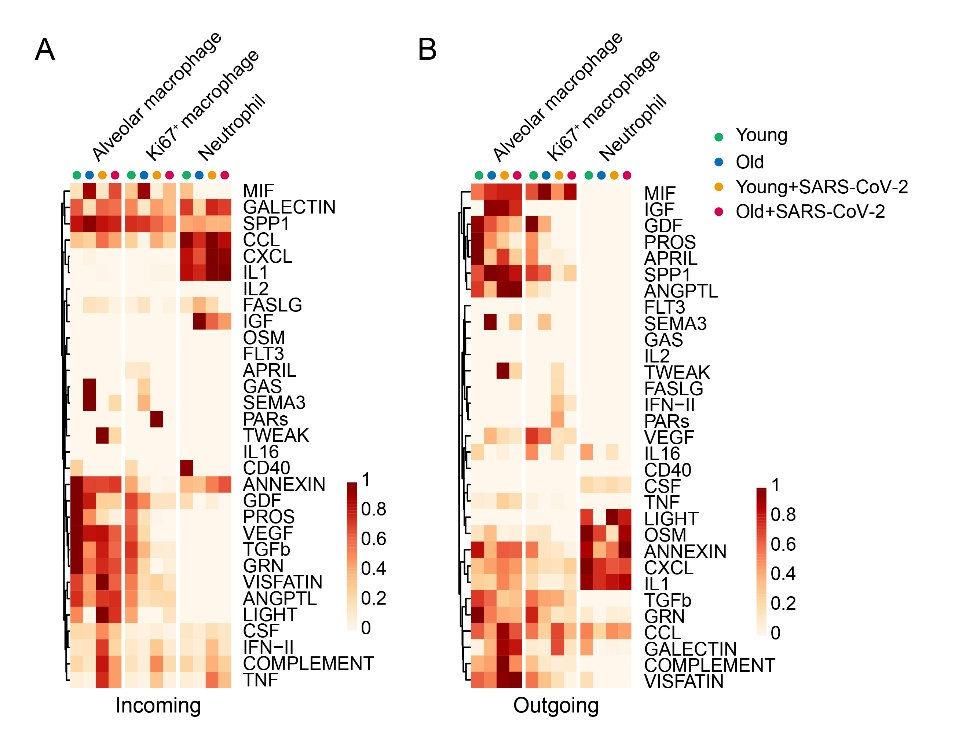 A
Alveolar macrophage
Ki67+ macrophage
Neutrophil
MIF
GALECTIN
SPP1
CCL
CXCL
IL1
IL2
FASLG
IGF
OSM
FLT3
APRIL
GAS
SEMA3
PARs
TWEAK
IL16
CD40
ANNEXIN
GDF
PROS
VEGF
TGFb
GRN
VISFATIN
ANGPTL
LIGHT
CSF
IFN−II
COMPLEMENT
TNF
1
0.8
0.6
0.4
0.2
0
Incoming
B
Alveolar macrophage
Ki67+ macrophage
Neutrophil
MIF
IGF
GDF
PROS
APRIL
SPP1
ANGPTL
FLT3
SEMA3
GAS
IL2
TWEAK
FASLG
IFN−II
PARs
VEGF
IL16
CD40
CSF
TNF
LIGHT
OSM
ANNEXIN
CXCL
IL1
TGFb
GRN
CCL
GALECTIN
COMPLEMENT
VISFATIN
1
0.8
0.6
0.4
0.2
0
Outgoing
Young
Old
Young+SARS-CoV-2
Old+SARS-CoV-2